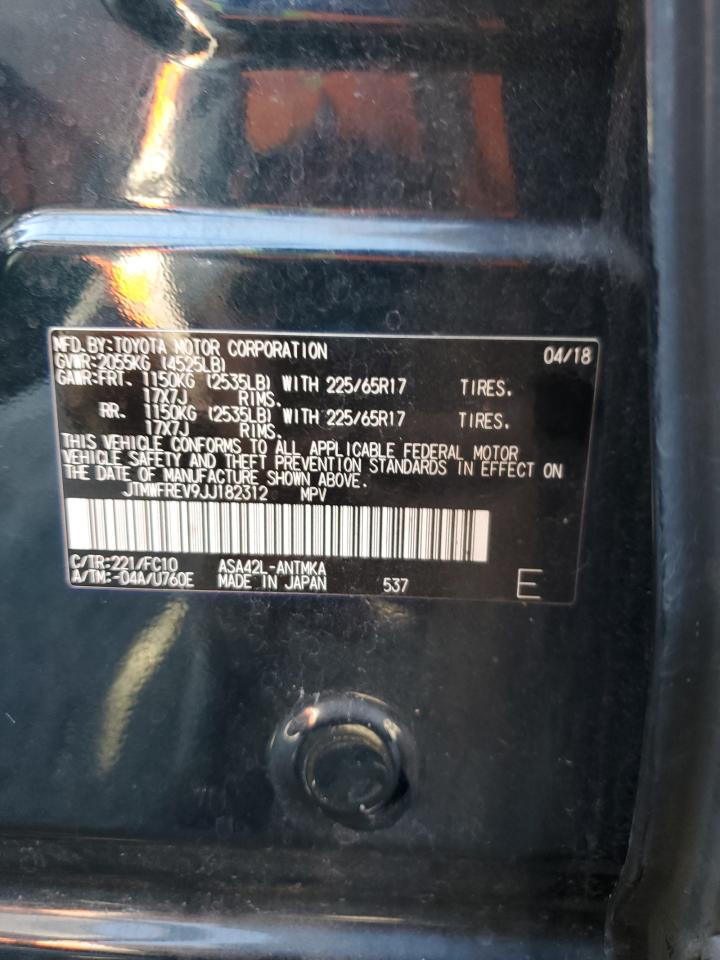 MFD.BY:TOYOTA MOTOR CORPORATION 04/18
GVWR:2055KG (4525LB)
GAWR:FRT. 1150KG (2535LB) WITH 225/65R17 TIRES.
17X7J RIMS.
RR. 1150KG (2535LB) WITH 225/65R17 TIRES.
17X7J RIMS.
THIS VEHICLE CONFORMS TO ALL APPLICABLE FEDERAL MOTOR
VEHICLE SAFETY AND THEFT PREVENTION STANDARDS IN EFFECT ON
THE DATE OF MANUFACTURE SHOWN ABOVE.
JTMWFREV9JJ182312 MPV
C/TR:221/FC10 ASA42L-ANTMKA
A/TM:-04A/U760E MADE IN JAPAN 537 E